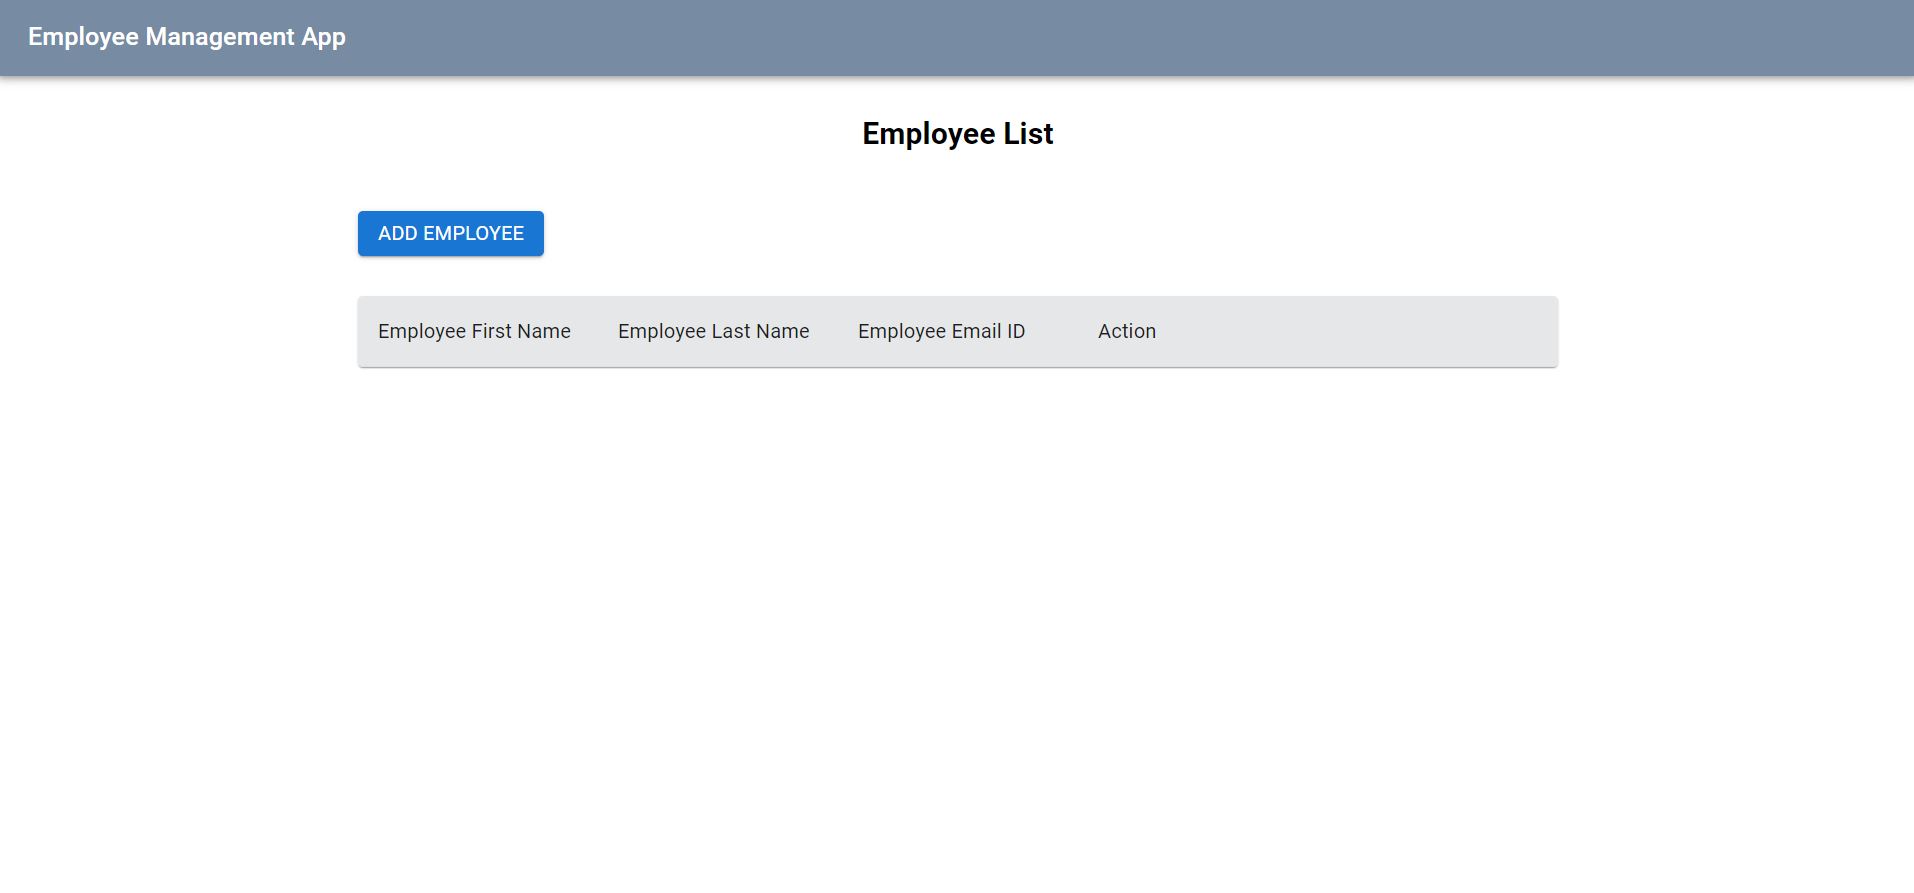 Employee Management App
Employee List
ADD EMPLOYEE
Employee First Name Employee Last Name Employee Email ID Action